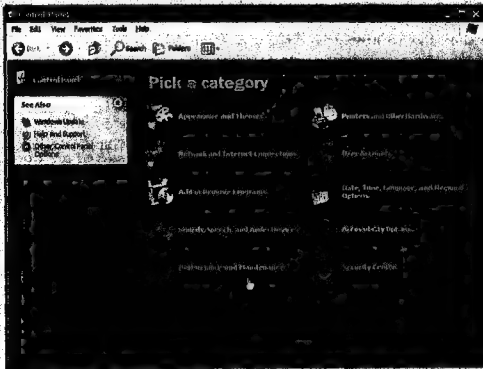 Control Panel
File Edit View Favorites Tools Help
Back Search Folders
Control Panel
Pick a category
See Also
Windows Update
Help and Support
Other Control Panel
Options
Appearance and Themes
Printers and Other Hardware
Network and Internet Connections
User Accounts
Add or Remove Programs
Date, Time, Language, and Regional
Options
Sounds, Speech, and Audio Devices
Accessibility Options
Performance and Maintenance
Security Center